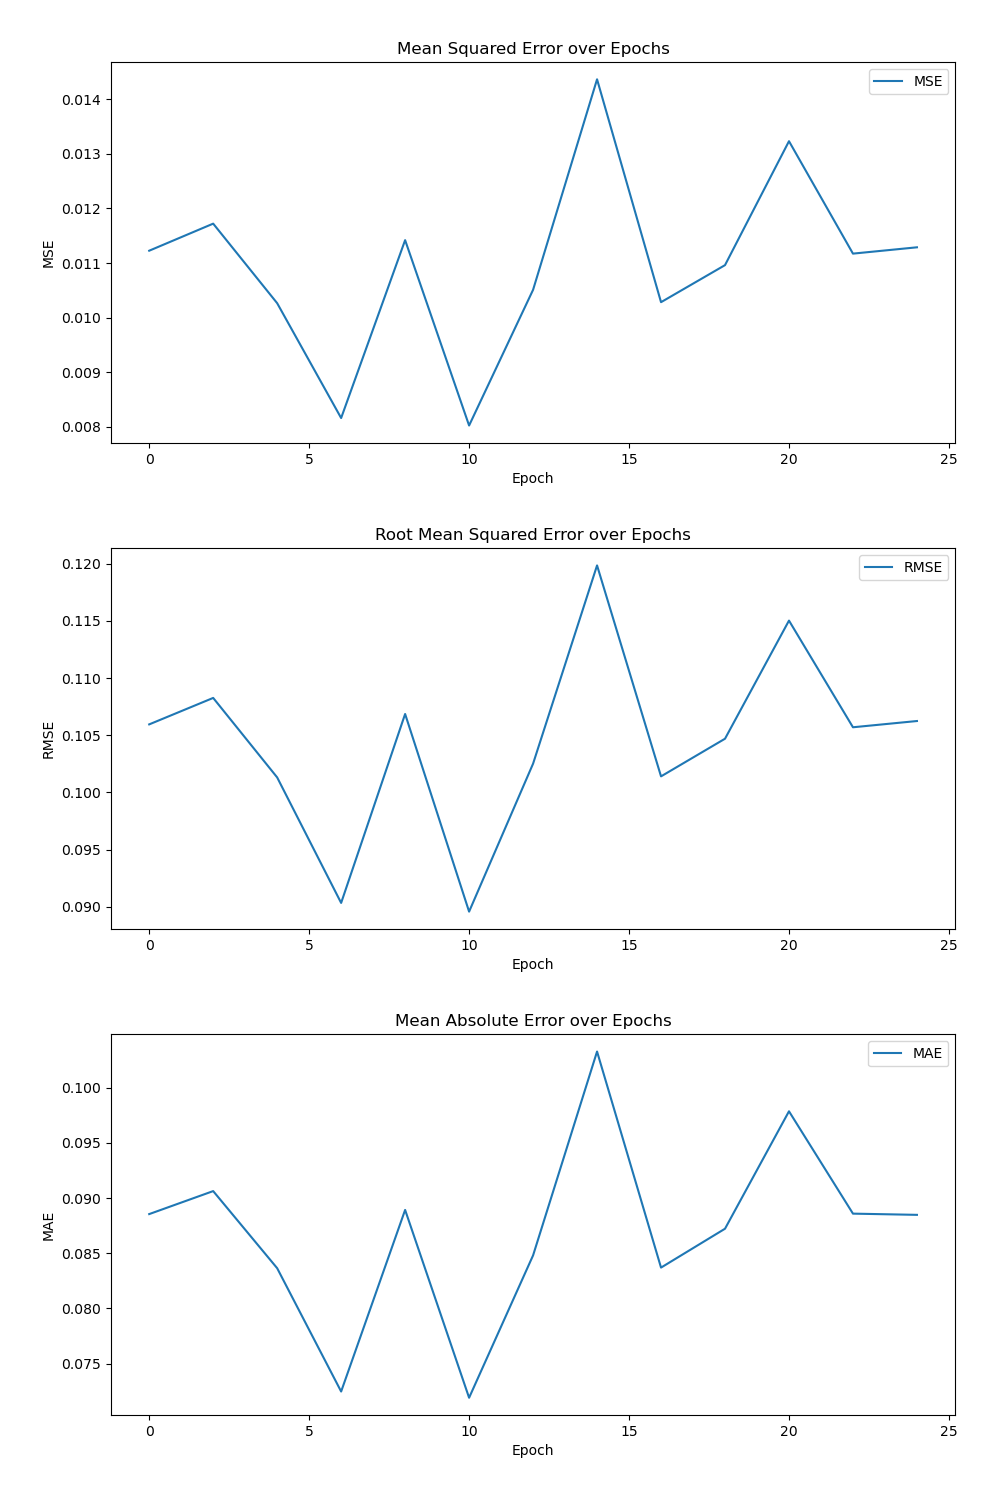 Mean Squared Error over Epochs
MSE
0.014
0.013
0.012
0.011
0.010
0.009
0.008
MSE
0 5 10 15 20 25
Epoch
Root Mean Squared Error over Epochs
RMSE
0.120
0.115
0.110
0.105
0.100
0.095
0.090
RMSE
0 5 10 15 20 25
Epoch
Mean Absolute Error over Epochs
MAE
0.100
0.095
0.090
0.085
0.080
0.075
MAE
0 5 10 15 20 25
Epoch